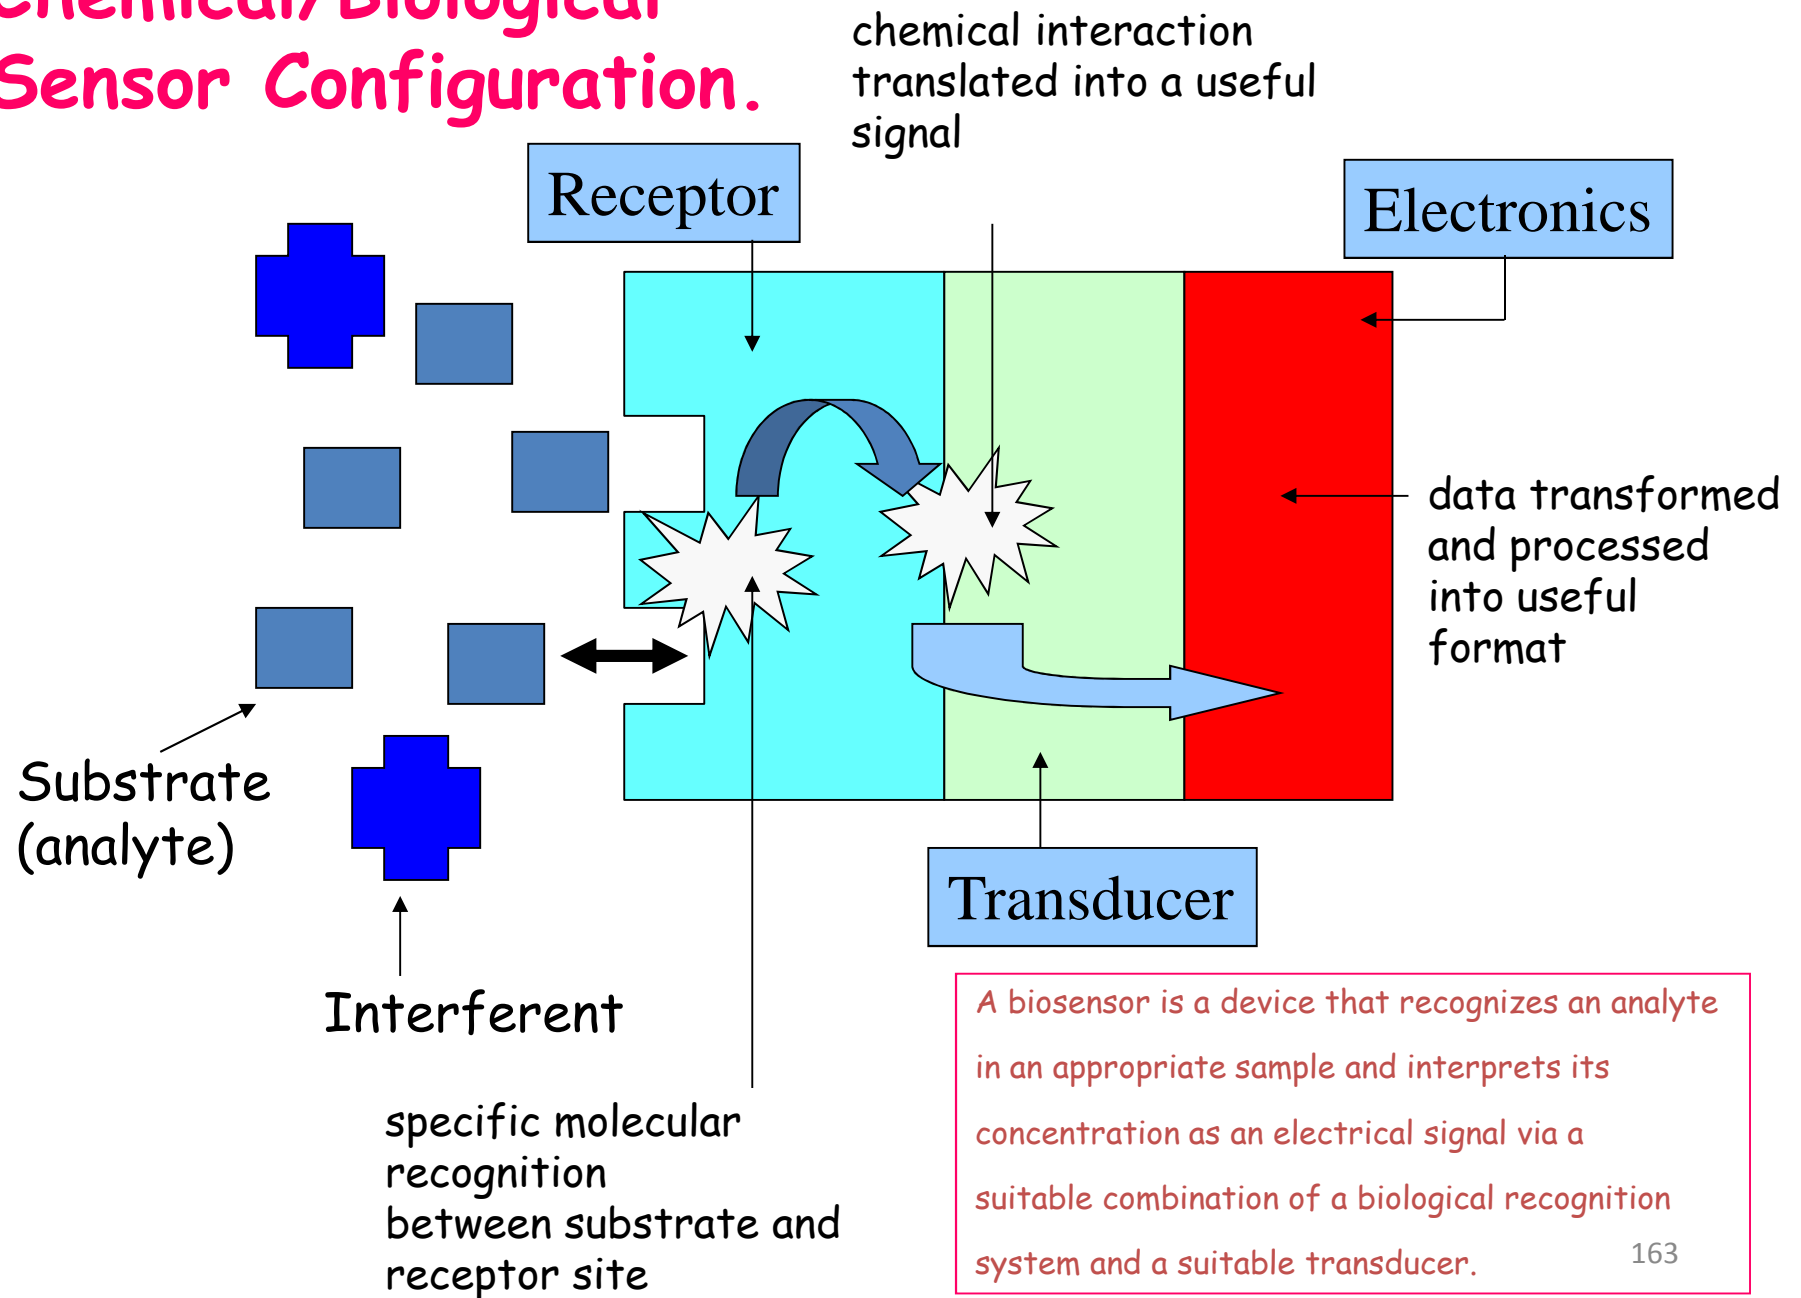 Chemical/Biological
Sensor Configuration.
chemical interaction
translated into a useful
signal
Receptor
Electronics
data transformed
and processed
into useful
format
Substrate
(analyte)
Transducer
Interferent
specific molecular
recognition
between substrate and
receptor site
A biosensor is a device that recognizes an analyte
in an appropriate sample and interprets its
concentration as an electrical signal via a
suitable combination of a biological recognition
system and a suitable transducer.
163